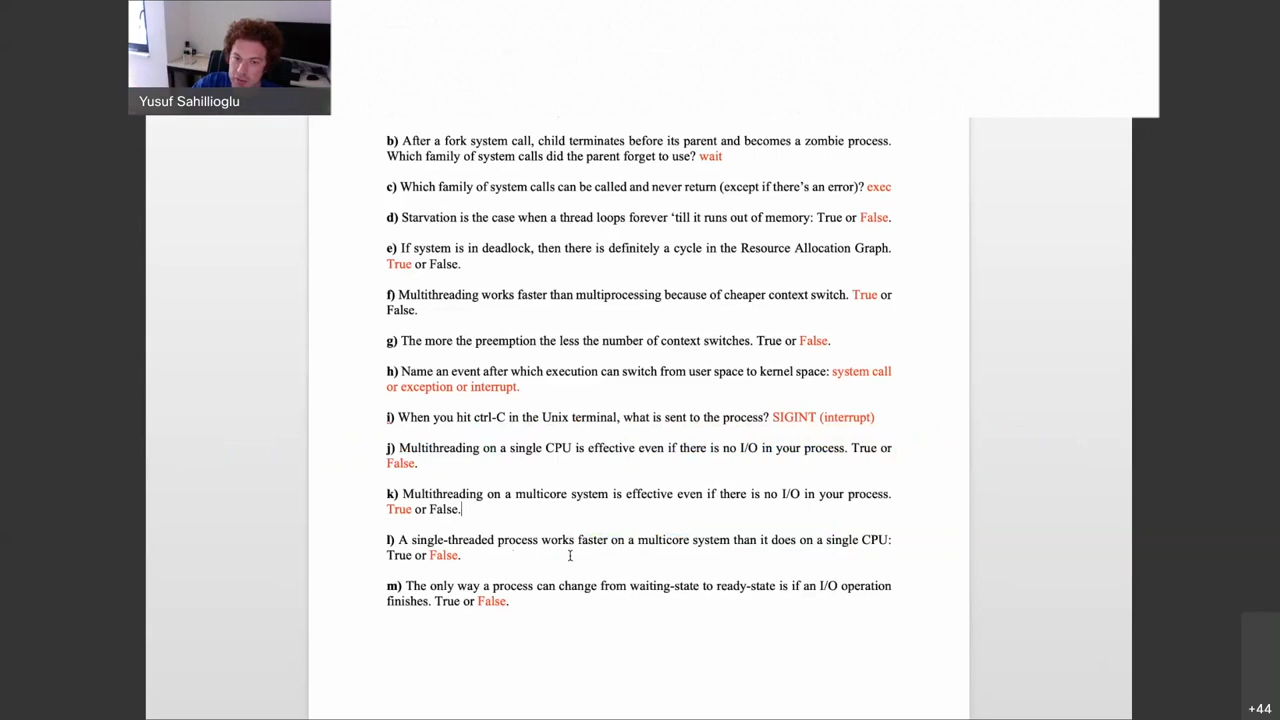 Yusuf Sahillioglu
b) After a fork system call, child terminates before its parent and becomes a zombie process.
Which family of system calls did the parent forget to use? wait
c) Which family of system calls can be called and never return (except if there's an error)? exec
d) Starvation is the case when a thread loops forever ‘till it runs out of memory: True or False.
e) If system is in deadlock, then there is definitely a cycle in the Resource Allocation Graph.
True or False.
f) Multithreading works faster than multiprocessing because of cheaper context switch. True or
False.
g) The more the preemption the less the number of context switches. True or False.
h) Name an event after which execution can switch from user space to kernel space: system call
or exception or interrupt.
i) When you hit ctrl-C in the Unix terminal, what is sent to the process? SIGINT (interrupt)
j) Multithreading on a single CPU is effective even if there is no I/O in your process. True or
False.
k) Multithreading on a multicore system is effective even if there is no I/O in your process.
True or False.
l) A single-threaded process works faster on a multicore system than it does on a single CPU:
True or False.
m) The only way a process can change from waiting-state to ready-state is if an I/O operation
finishes. True or False.
+44